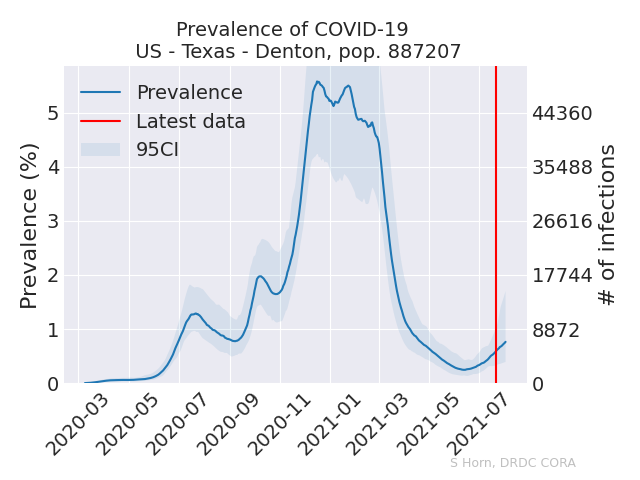 Prevalence of COVID-19
US - Texas - Denton, pop. 887207
Prevalence
Latest data
95CI
Prevalence (%)
5
4
3
2
1
0
44360
35488
26616
17744
8872
0
# of infections
2020-03
2020-05
2020-07
2020-09
2020-11
2021-01
2021-03
2021-05
2021-07
S Horn, DRDC CORA